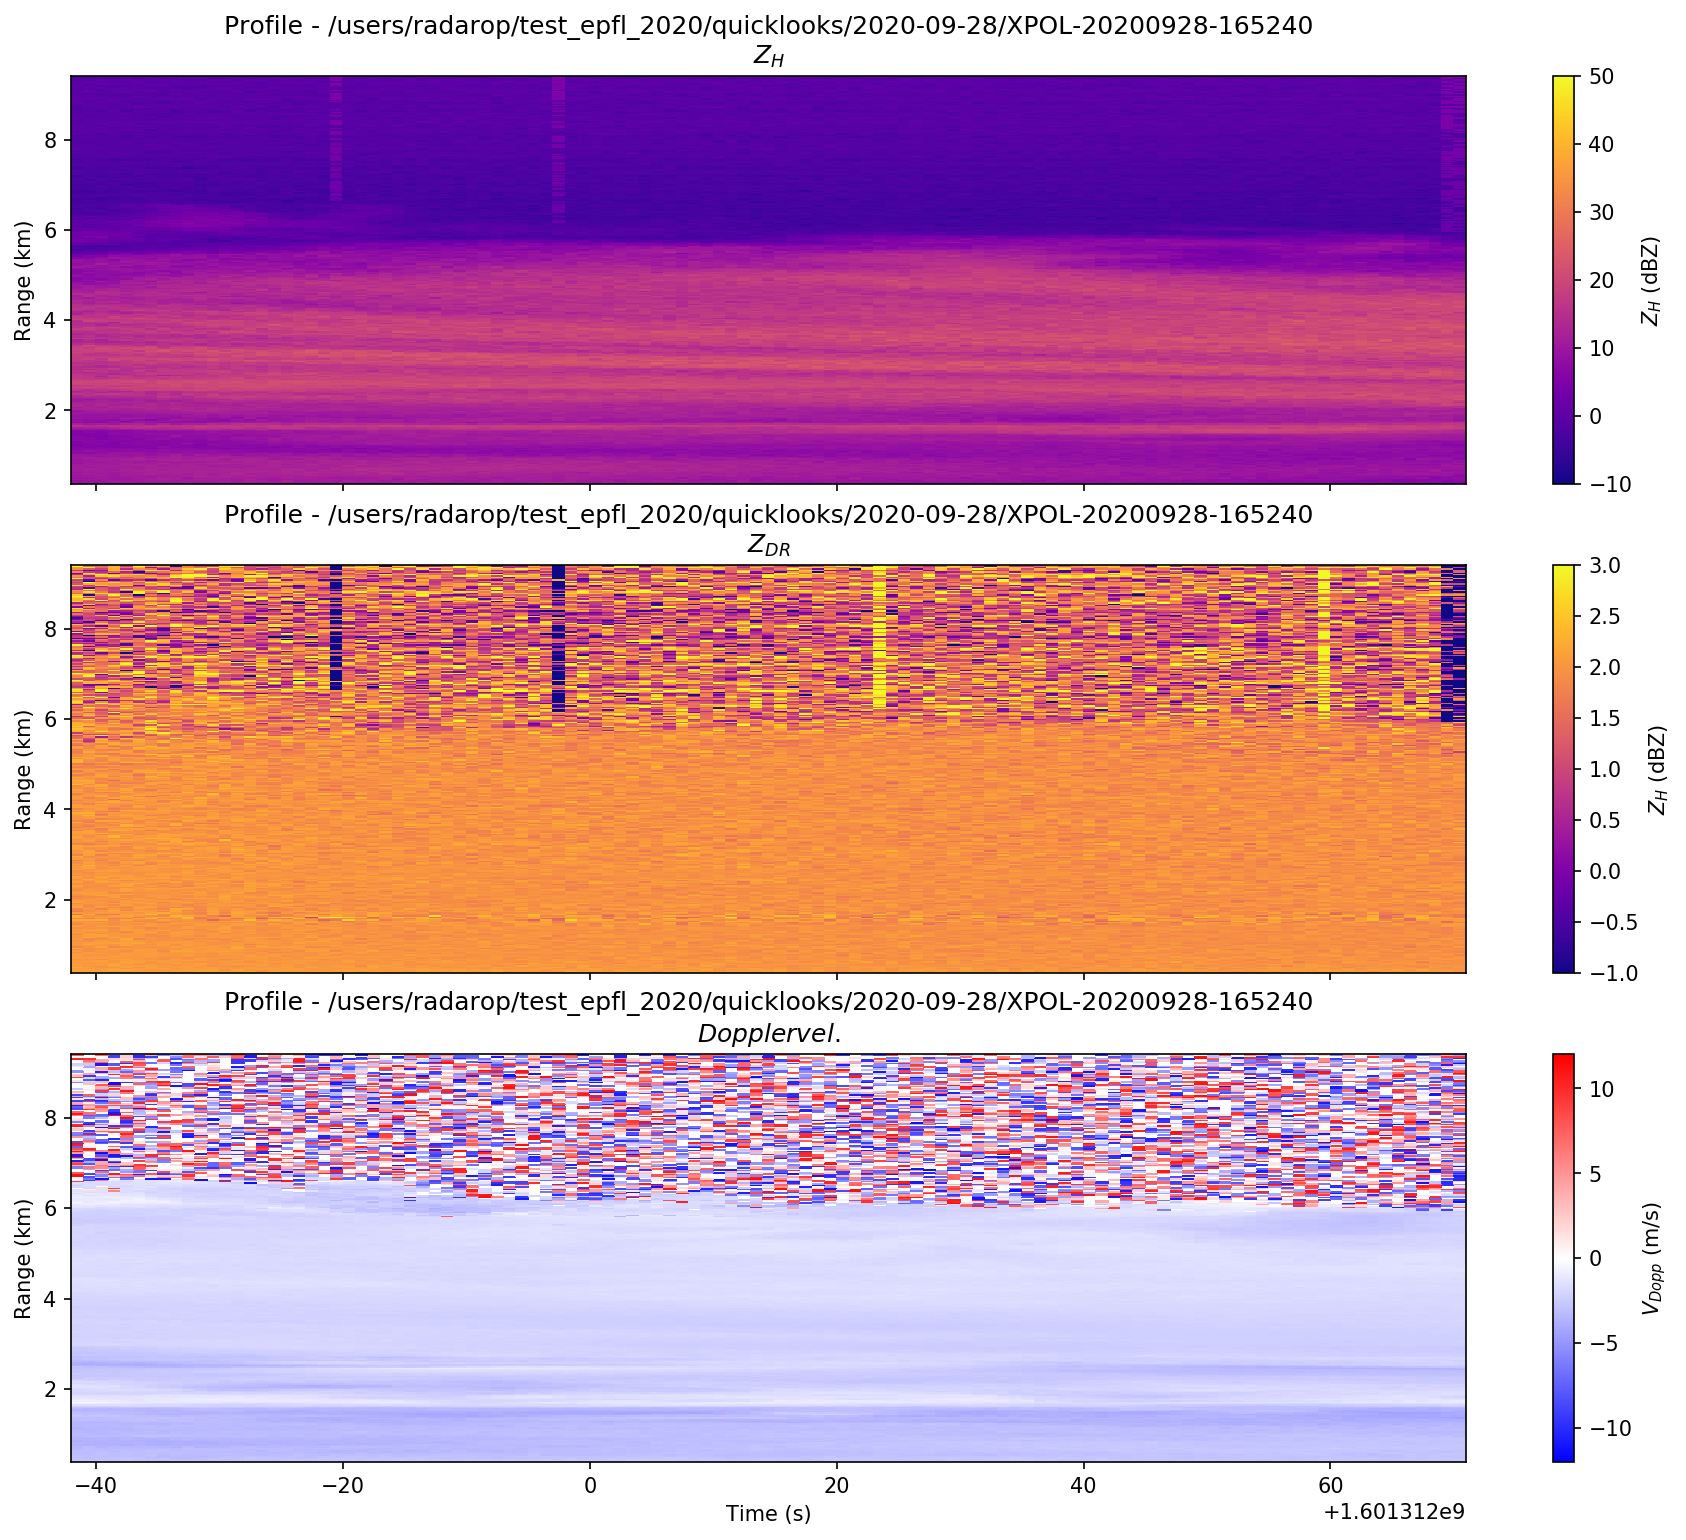 Profile - /users/radarop/test_epfl_2020/quicklooks/2020-09-28/XPOL-20200928-165240
Z_H
8
6
4
2
Range (km)
50
40
30
20
10
0
−10
Z_H (dBZ)
Profile - /users/radarop/test_epfl_2020/quicklooks/2020-09-28/XPOL-20200928-165240
Z_DR
8
6
4
2
Range (km)
3.0
2.5
2.0
1.5
1.0
0.5
0.0
−0.5
−1.0
Z_H (dBZ)
Profile - /users/radarop/test_epfl_2020/quicklooks/2020-09-28/XPOL-20200928-165240
Dopplervel.
8
6
4
2
Range (km)
10
5
0
−5
−10
V_Dopp (m/s)
−40 −20 0 20 40 60
Time (s)
+1.601312e9